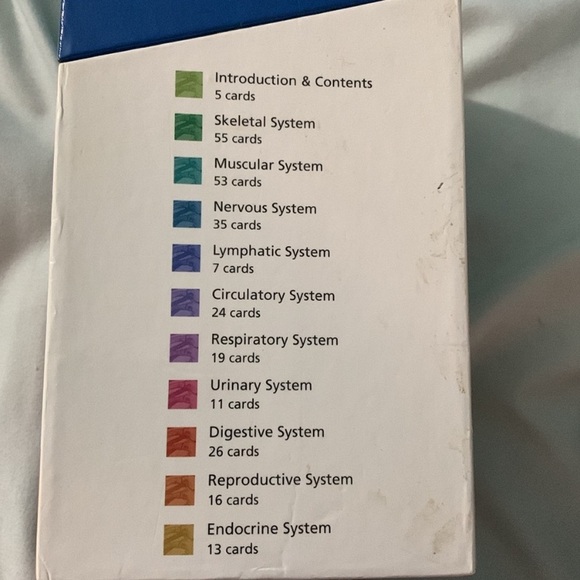 Introduction & Contents
5 cards
Skeletal System
55 cards
Muscular System
53 cards
Nervous System
35 cards
Lymphatic System
7 cards
Circulatory System
24 cards
Respiratory System
19 cards
Urinary System
11 cards
Digestive System
26 cards
Reproductive System
16 cards
Endocrine System
13 cards